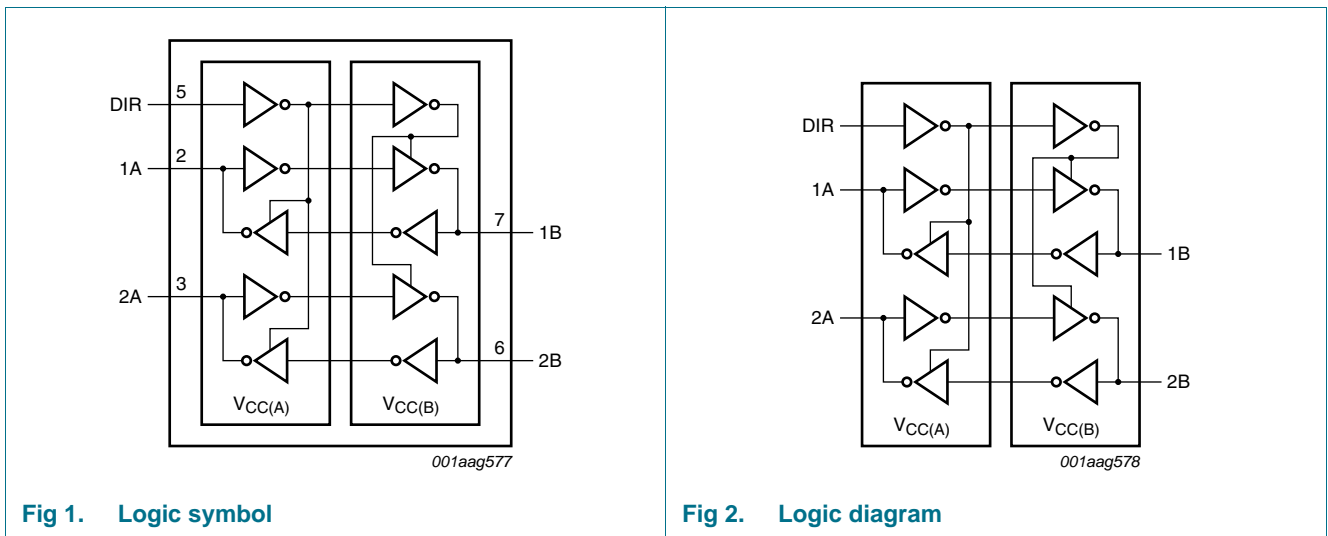 DIR
5
1A
2
7
1B
2A
3
6
2B
VCC(A)
VCC(B)
001aag577
Fig 1. Logic symbol
DIR
1A
1B
2A
2B
VCC(A)
VCC(B)
001aag578
Fig 2. Logic diagram